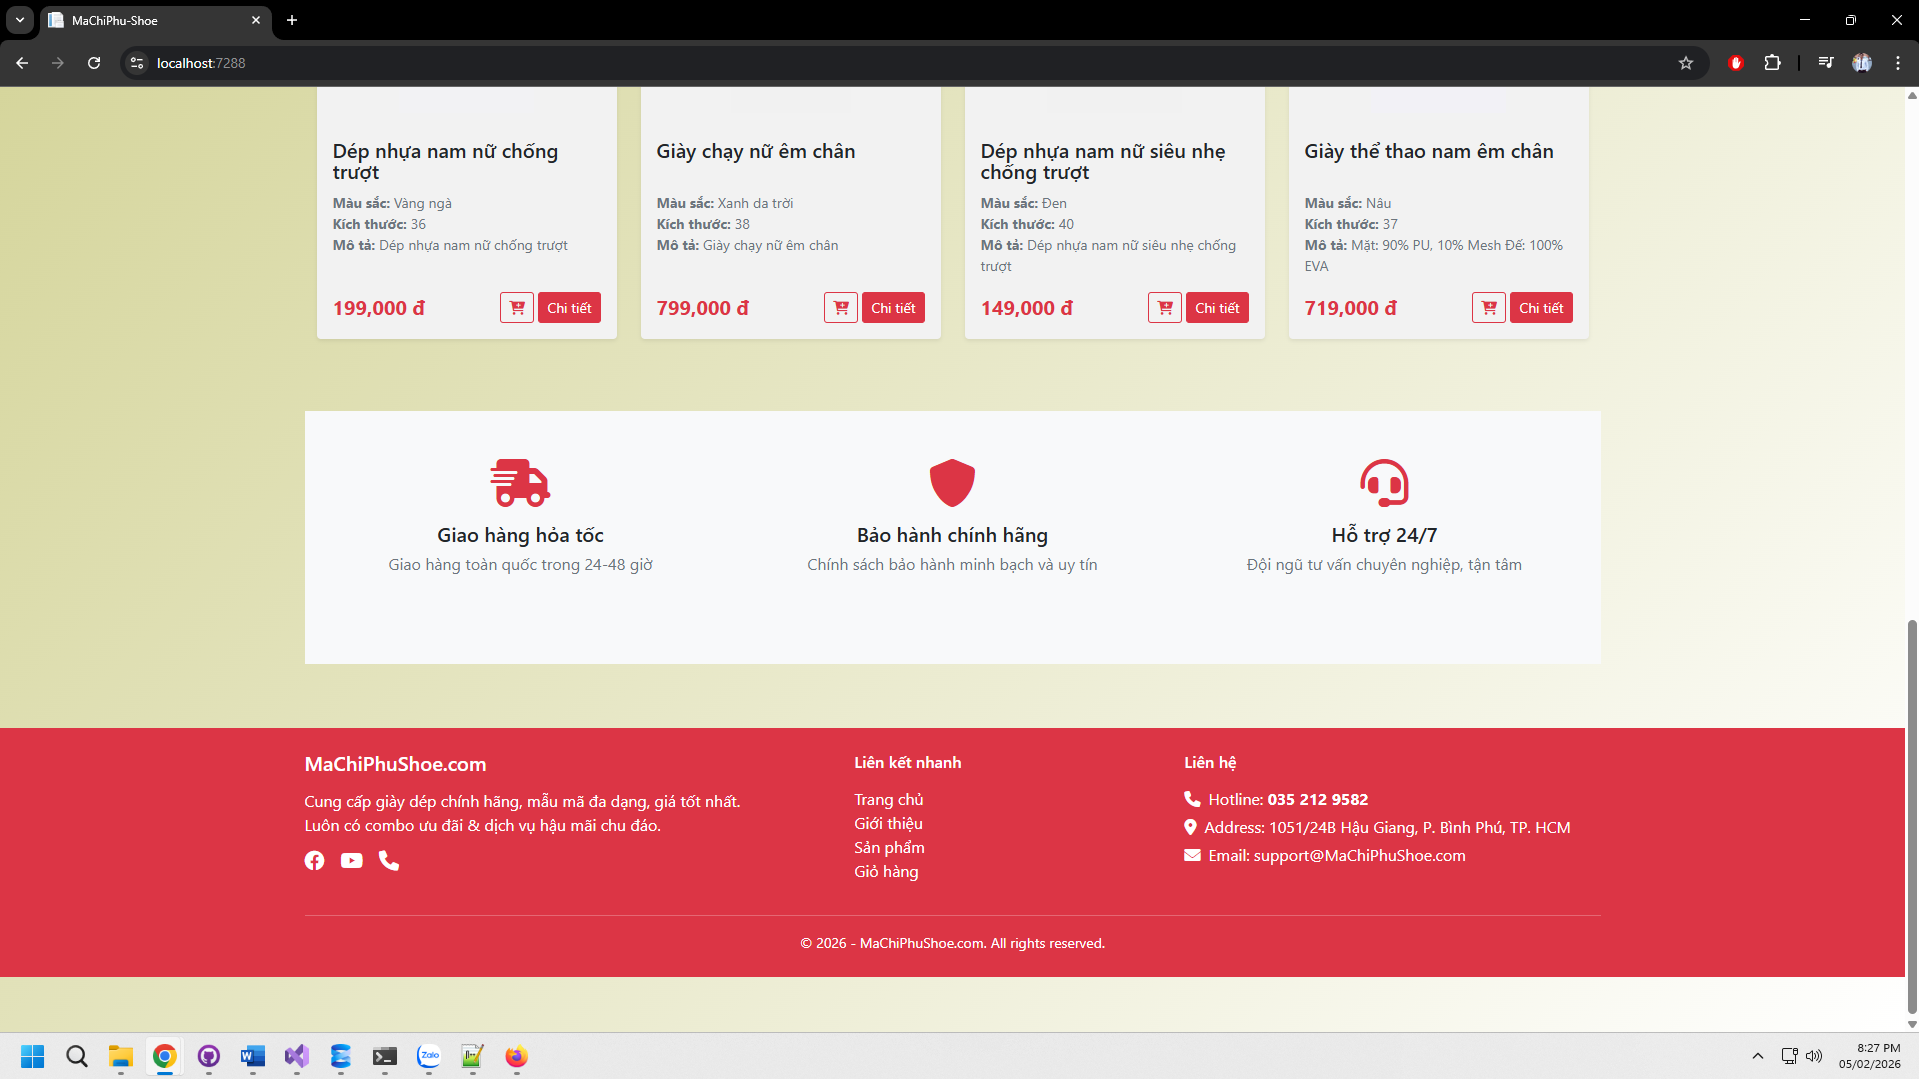 MaChiPhu-Shoe
localhost:7288
Dép nhựa nam nữ chống
trượt
Màu sắc: Vàng ngà
Kích thước: 36
Mô tả: Dép nhựa nam nữ chống trượt
199,000 đ
Chi tiết
Giày chạy nữ êm chân
Màu sắc: Xanh da trời
Kích thước: 38
Mô tả: Giày chạy nữ êm chân
799,000 đ
Chi tiết
Dép nhựa nam nữ siêu nhẹ
chống trượt
Màu sắc: Đen
Kích thước: 40
Mô tả: Dép nhựa nam nữ siêu nhẹ chống
trượt
149,000 đ
Chi tiết
Giày thể thao nam êm chân
Màu sắc: Nâu
Kích thước: 37
Mô tả: Mặt: 90% PU, 10% Mesh Đế: 100%
EVA
719,000 đ
Chi tiết
Giao hàng hỏa tốc
Giao hàng toàn quốc trong 24-48 giờ
Bảo hành chính hãng
Chính sách bảo hành minh bạch và uy tín
Hỗ trợ 24/7
Đội ngũ tư vấn chuyên nghiệp, tận tâm
MaChiPhuShoe.com
Cung cấp giày dép chính hãng, mẫu mã đa dạng, giá tốt nhất.
Luôn có combo ưu đãi & dịch vụ hậu mãi chu đáo.
Liên kết nhanh
Trang chủ
Giới thiệu
Sản phẩm
Giỏ hàng
Liên hệ
Hotline: 035 212 9582
Address: 1051/24B Hậu Giang, P. Bình Phú, TP. HCM
Email: support@MaChiPhuShoe.com
© 2026 - MaChiPhuShoe.com. All rights reserved.
Zalo
8:27 PM
05/02/2026